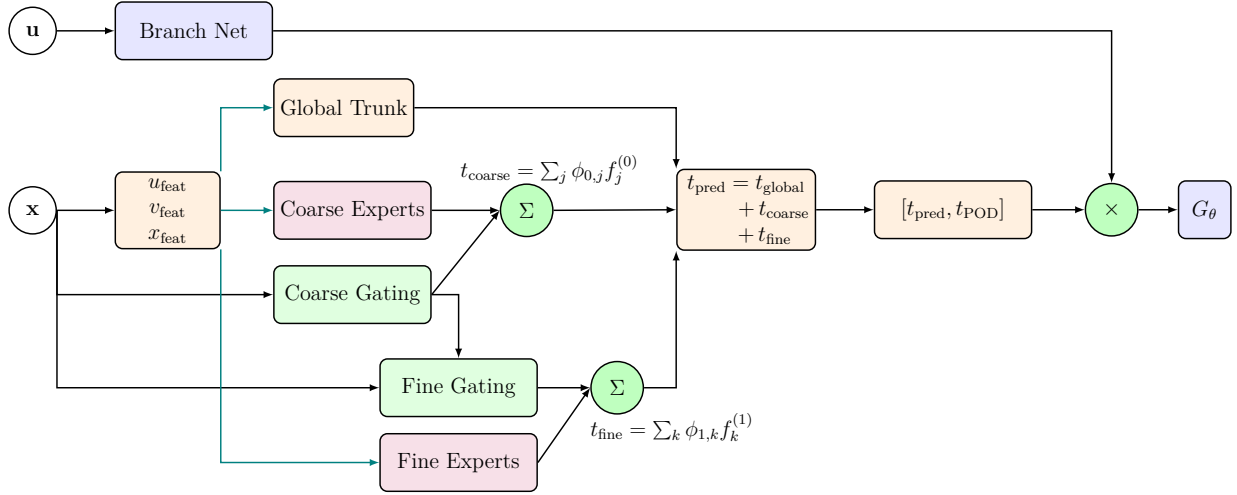 u
Branch Net
Global Trunk
t_coarse = ∑_j ϕ_{0,j} f_j^{(0)}
x
u_feat
v_feat
x_feat
Coarse Experts
Σ
t_pred = t_global
+ t_coarse
+ t_fine
[t_pred, t_POD]
×
G_θ
Coarse Gating
Fine Gating
Σ
t_fine = ∑_k ϕ_{1,k} f_k^{(1)}
Fine Experts